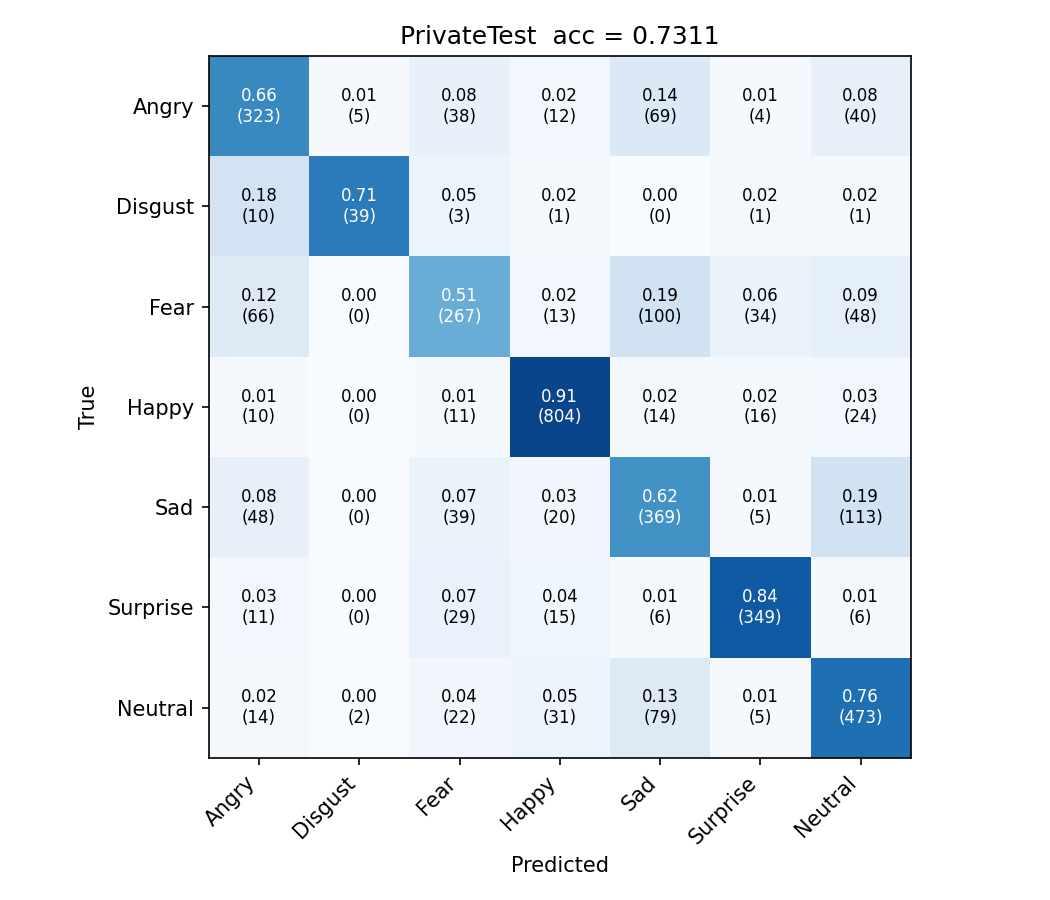 PrivateTest acc = 0.7311
Angry
0.66 0.01 0.08 0.02 0.14 0.01 0.08
(323) (5) (38) (12) (69) (4) (40)
Disgust
0.18 0.71 0.05 0.02 0.00 0.02 0.02
(10) (39) (3) (1) (0) (1) (1)
Fear
0.12 0.00 0.51 0.02 0.19 0.06 0.09
(66) (0) (267) (13) (100) (34) (48)
True
Happy
0.01 0.00 0.01 0.91 0.02 0.02 0.03
(10) (0) (11) (804) (14) (16) (24)
Sad
0.08 0.00 0.07 0.03 0.62 0.01 0.19
(48) (0) (39) (20) (369) (5) (113)
Surprise
0.03 0.00 0.07 0.04 0.01 0.84 0.01
(11) (0) (29) (15) (6) (349) (6)
Neutral
0.02 0.00 0.04 0.05 0.13 0.01 0.76
(14) (2) (22) (31) (79) (5) (473)
Angry Disgust Fear Happy Sad Surprise Neutral
Predicted